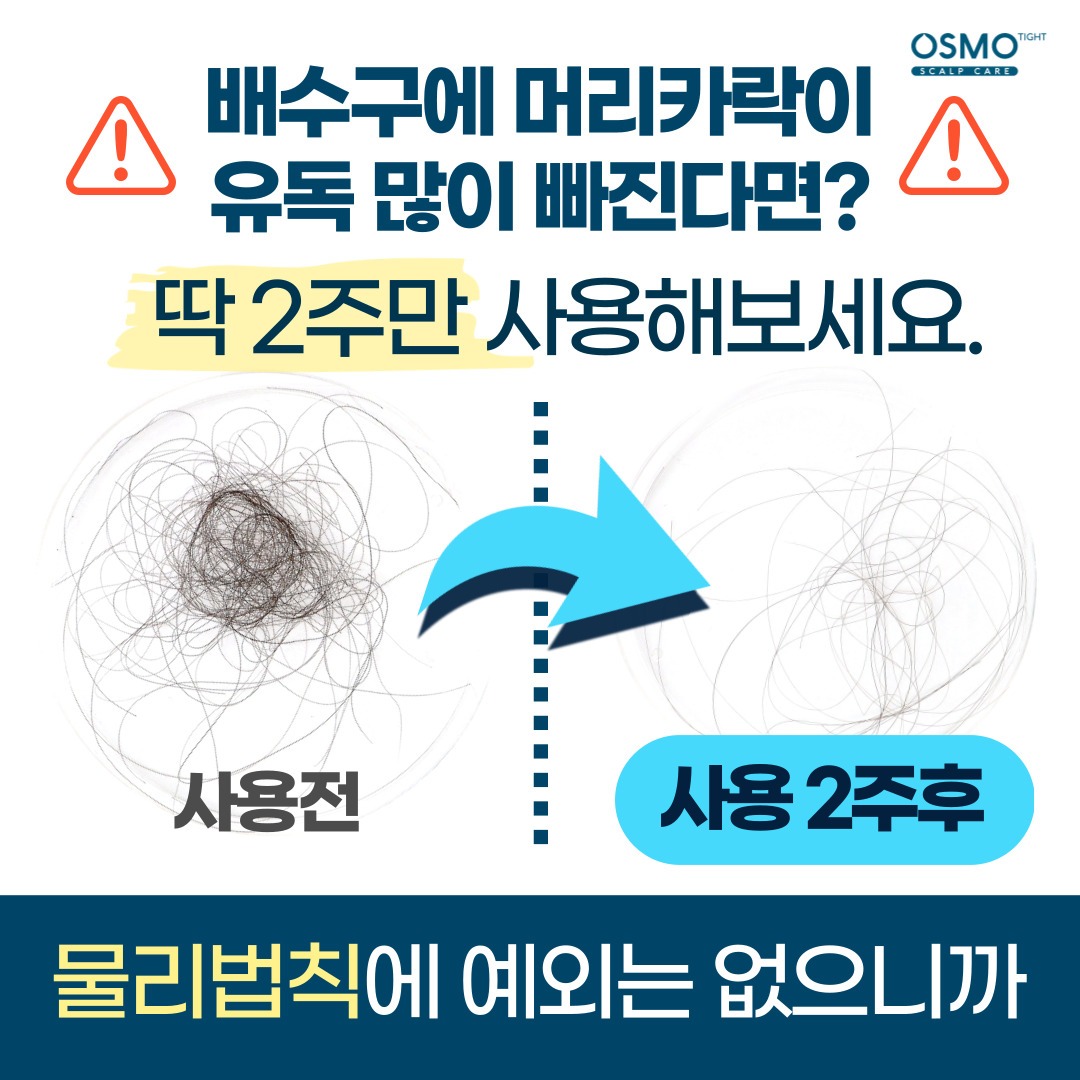 OSMO TIGHT
SCALP CARE
배수구에 머리카락이
유독 많이 빠진다면?
딱 2주만 사용해보세요.
사용전
사용 2주후
물리법칙에 예외는 없으니까